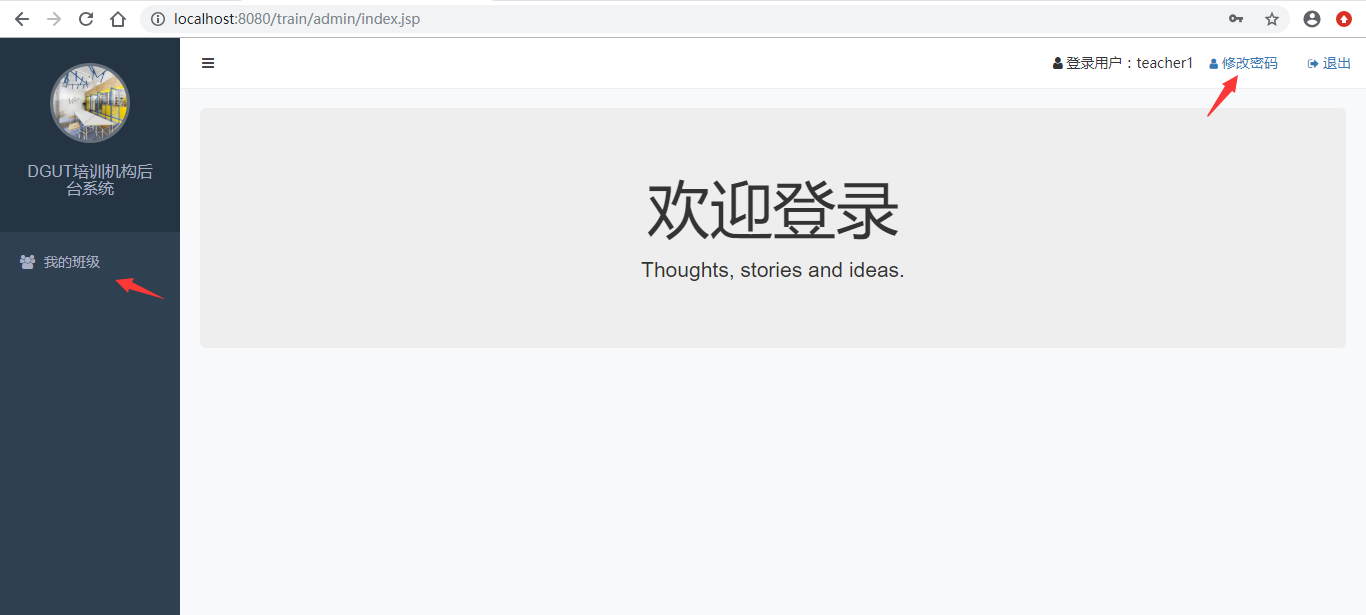 localhost:8080/train/admin/index.jsp
登录用户：teacher1 修改密码 退出
DGUT培训机构后
台系统
我的班级
欢迎登录
Thoughts, stories and ideas.